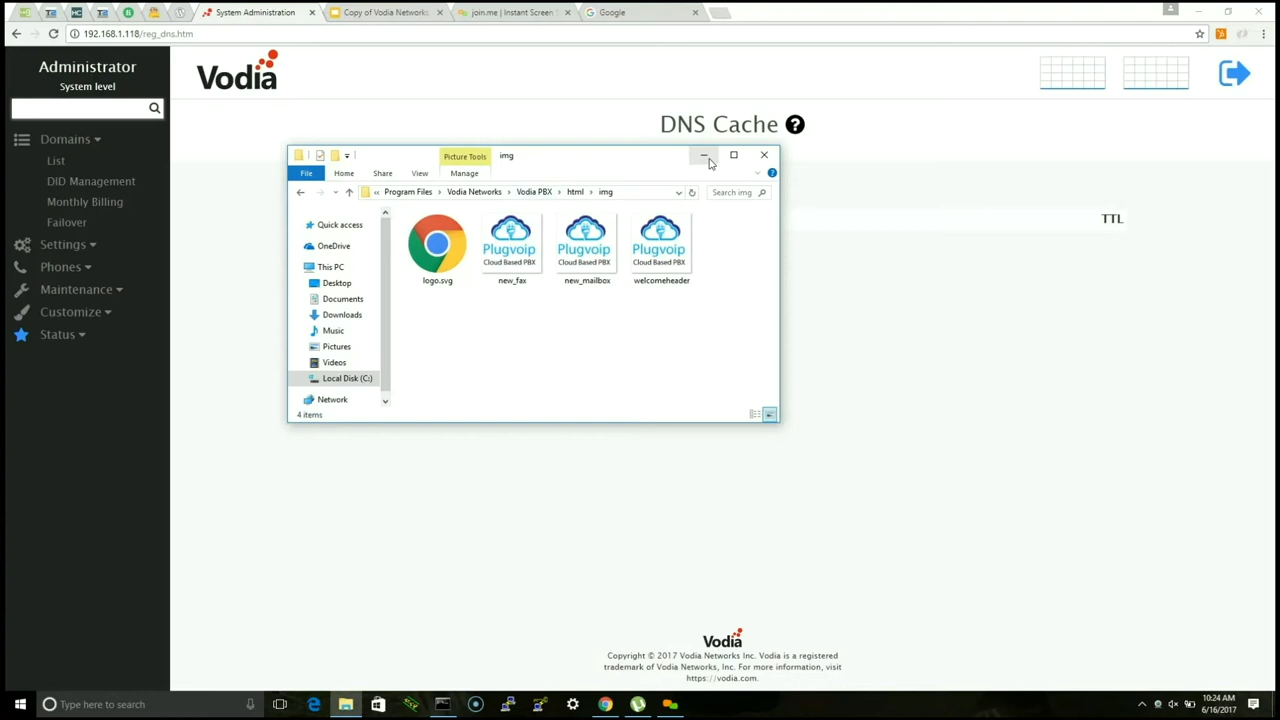 System Administration
Copy of Vodia Networks
join.me | Instant Screen
Google
192.168.1.118/reg_dns.htm
Administrator
System level
Domains
List
DID Management
Monthly Billing
Failover
Settings
Phones
Maintenance
Customize
Status
Vodia
DNS Cache ?
TTL
Picture Tools
img
File
Home
Share
View
Manage
« Program Files › Vodia Networks › Vodia PBX › html › img
Search img
Quick access
OneDrive
This PC
Desktop
Documents
Downloads
Music
Pictures
Videos
Local Disk (C:)
Network
4 items
Plugvoip
Cloud Based PBX
Plugvoip
Cloud Based PBX
Plugvoip
Cloud Based PBX
logo.svg
new_fax
new_mailbox
welcomeheader
Vodia
Copyright © 2017 Vodia Networks Inc. Vodia is a registered
trademark of Vodia Networks, Inc. For more information, visit
https://vodia.com.
Type here to search
10:24 AM
6/16/2017